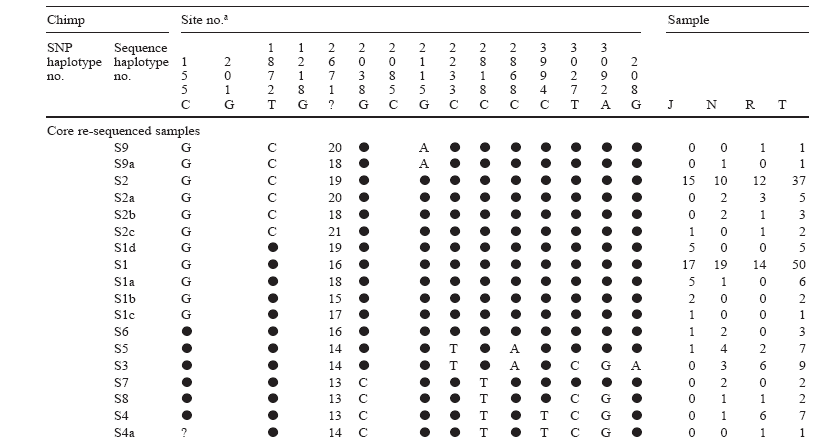 Chimp Site no.a Sample
SNP Sequence 1 1 2 2 2 2 2 2 2 3 3 3
haplotype haplotype 1 2 8 2 6 0 0 1 2 8 8 9 0 0 2
no. no. 5 0 7 1 7 3 8 1 3 1 6 9 2 9 0
5 1 2 8 1 8 5 5 3 8 8 4 7 2 8
C G T G ? G C G C C C C T A G J N R T
Core re-sequenced samples
S9 G C 20 ● A ● ● ● ● ● ● ● 0 0 1 1
S9a G C 18 ● A ● ● ● ● ● ● ● 0 1 0 1
S2 G C 19 ● ● ● ● ● ● ● ● ● 15 10 12 37
S2a G C 20 ● ● ● ● ● ● ● ● ● 0 2 3 5
S2b G C 18 ● ● ● ● ● ● ● ● ● 0 2 1 3
S2c G C 21 ● ● ● ● ● ● ● ● ● 1 0 1 2
S1d G ● 19 ● ● ● ● ● ● ● ● ● 5 0 0 5
S1 G ● 16 ● ● ● ● ● ● ● ● ● 17 19 14 50
S1a G ● 18 ● ● ● ● ● ● ● ● ● 5 1 0 6
S1b G ● 15 ● ● ● ● ● ● ● ● ● 2 0 0 2
S1c G ● 17 ● ● ● ● ● ● ● ● ● 1 0 0 1
S6 ● ● 16 ● ● ● ● ● ● ● ● ● 1 2 0 3
S5 ● ● 14 ● ● T ● A ● ● ● ● 1 4 2 7
S3 ● ● 14 ● ● T ● A ● C G A 0 3 6 9
S7 ● ● 13 C ● ● T ● ● ● ● ● 0 2 0 2
S8 ● ● 13 C ● ● T ● ● C G ● 0 1 1 2
S4 ● ● 13 C ● ● T ● T C G ● 0 1 6 7
S4a ? ● 14 C ● ● T ● T C G ● 0 0 1 1